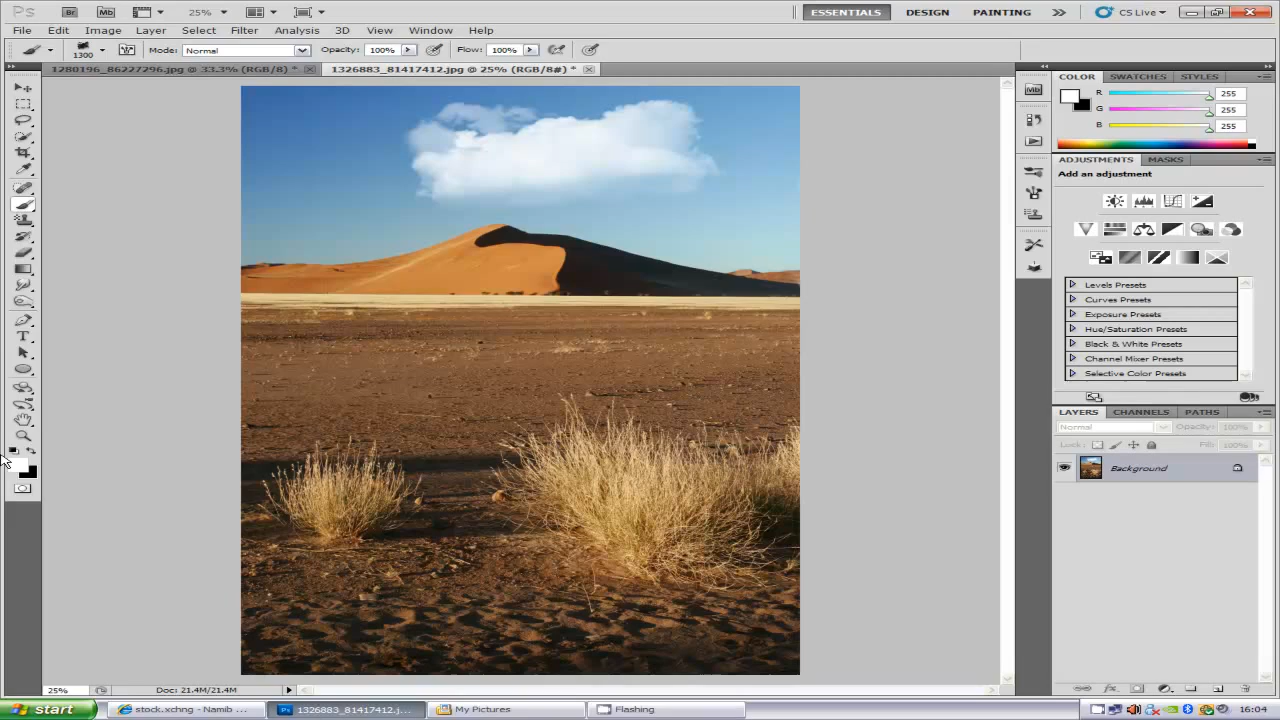 Ps Br Mb 25% ESSENTIALS DESIGN PAINTING CS Live
File Edit Image Layer Select Filter Analysis 3D View Window Help
1300 Mode: Normal Opacity: 100% Flow: 100%
1280196_86227296.jpg @ 33.3% (RGB/8) * 1326883_81417412.jpg @ 25% (RGB/8#) *
COLOR SWATCHES STYLES
R 255
G 255
B 255
ADJUSTMENTS MASKS
Add an adjustment
Levels Presets
Curves Presets
Exposure Presets
Hue/Saturation Presets
Black & White Presets
Channel Mixer Presets
Selective Color Presets
LAYERS CHANNELS PATHS
Normal Opacity: 100%
Lock: Fill: 100%
Background
25% Doc: 21.4M/21.4M
start stock.xchng - Namib ... Ps 1326883_81417412.j... My Pictures Flashing 16:04